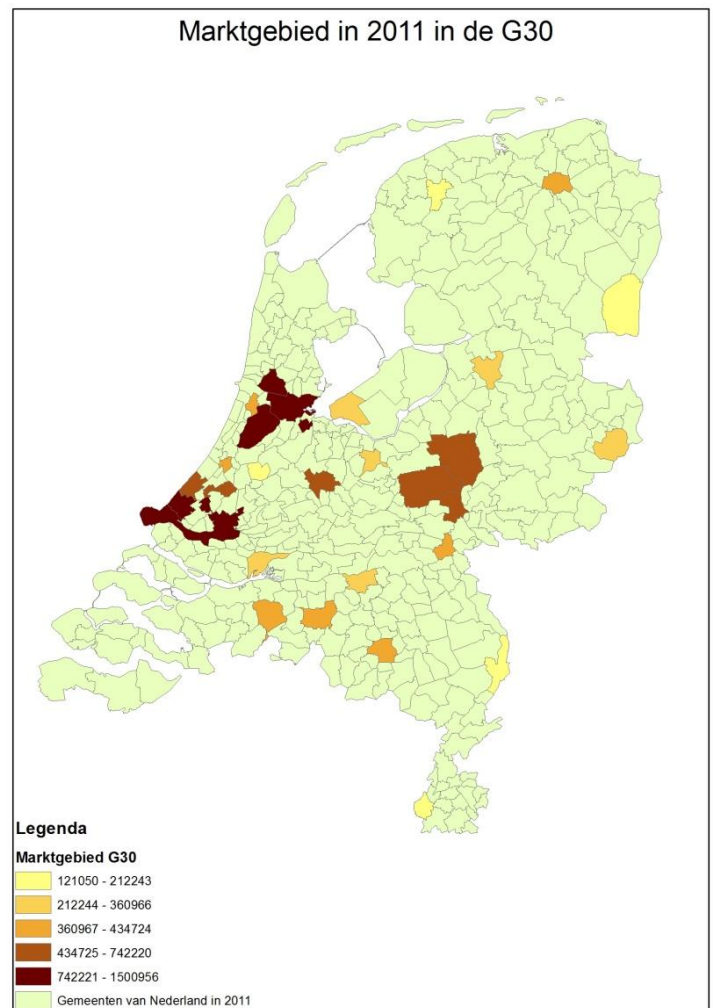 Marktgebied in 2011 in de G30
Legenda
Marktgebied G30
121050 - 212243
212244 - 360966
360967 - 434724
434725 - 742220
742221 - 1500956
Gemeenten van Nederland in 2011